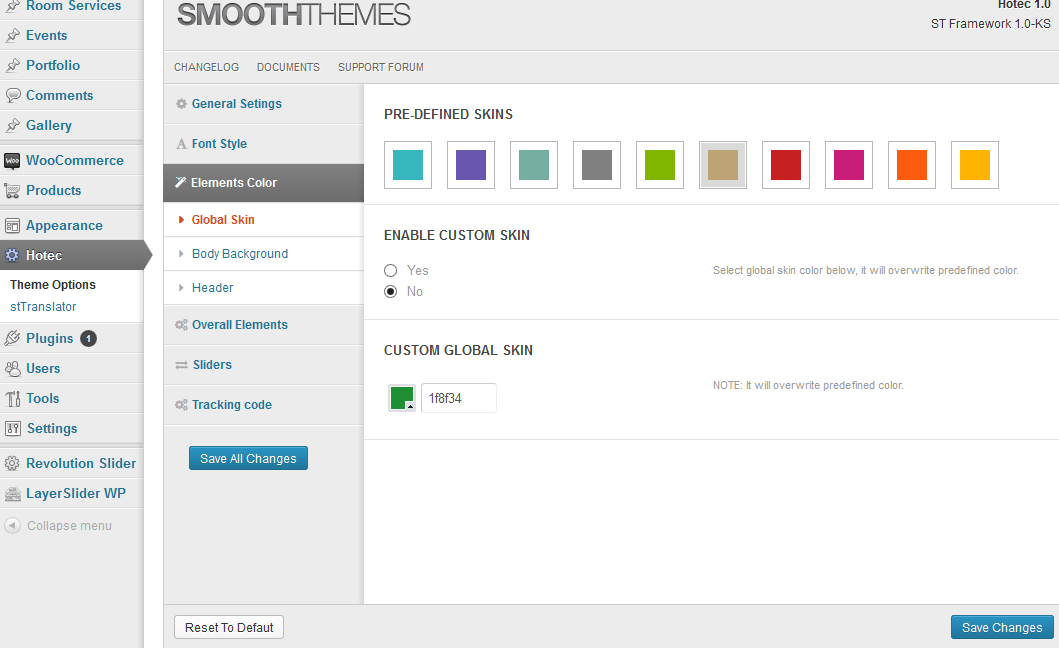 Room Services
Events
Portfolio
Comments
Gallery
WOO
WooCommerce
Products
Appearance
Hotec
Theme Options
stTranslator
Plugins 1
Users
Tools
Settings
Revolution Slider
LayerSlider WP
Collapse menu
SMOOTHTHEMES
Hotec 1.0
ST Framework 1.0-KS
CHANGELOG DOCUMENTS SUPPORT FORUM
General Setings
Font Style
Elements Color
Global Skin
Body Background
Header
Overall Elements
Sliders
Tracking code
Save All Changes
PRE-DEFINED SKINS
ENABLE CUSTOM SKIN
Yes
No
Select global skin color below, it will overwrite predefined color.
CUSTOM GLOBAL SKIN
1f8f34
NOTE: It will overwrite predefined color.
Reset To Defaut
Save Changes